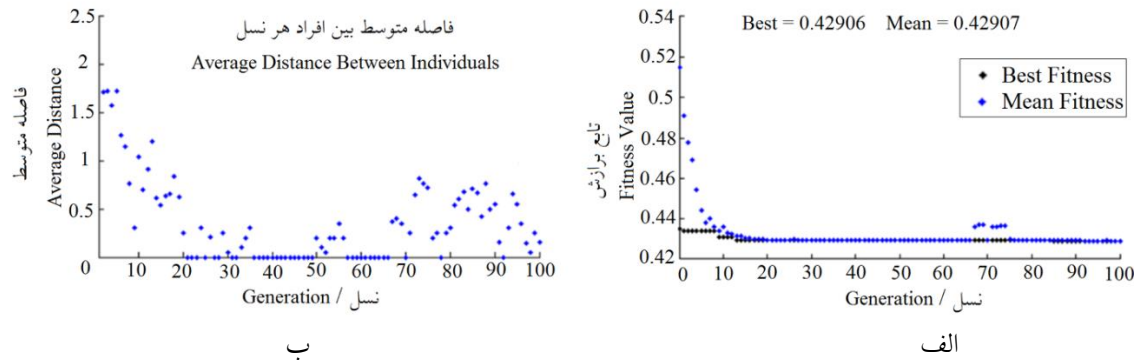 فاصله متوسط بین افراد هر نسل
Average Distance Between Individuals
فاصله متوسط
Average Distance
2.5
2
1.5
1
0.5
0
10 20 30 40 50 60 70 80 90 100
Generation / نسل
ب
Best = 0.42906 Mean = 0.42907
Best Fitness
Mean Fitness
تابع برازش
Fitness Value
0.54
0.52
0.5
0.48
0.46
0.44
0.42
0 10 20 30 40 50 60 70 80 90 100
Generation / نسل
الف